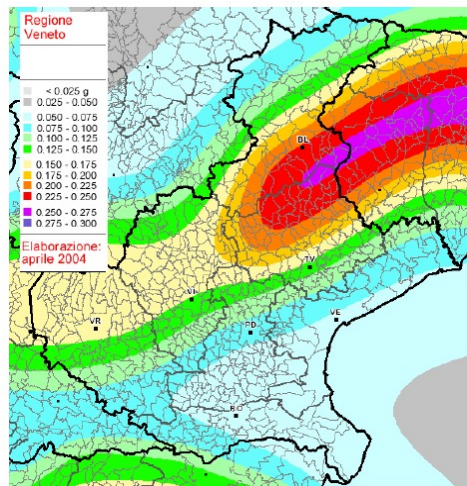 Regione
Veneto
< 0.025 g
0.025 - 0.050
0.050 - 0.075
0.075 - 0.100
0.100 - 0.125
0.125 - 0.150
0.150 - 0.175
0.175 - 0.200
0.200 - 0.225
0.225 - 0.250
0.250 - 0.275
0.275 - 0.300
Elaborazione:
aprile 2004
BL
TV
VI
VE
VR
PD
RO